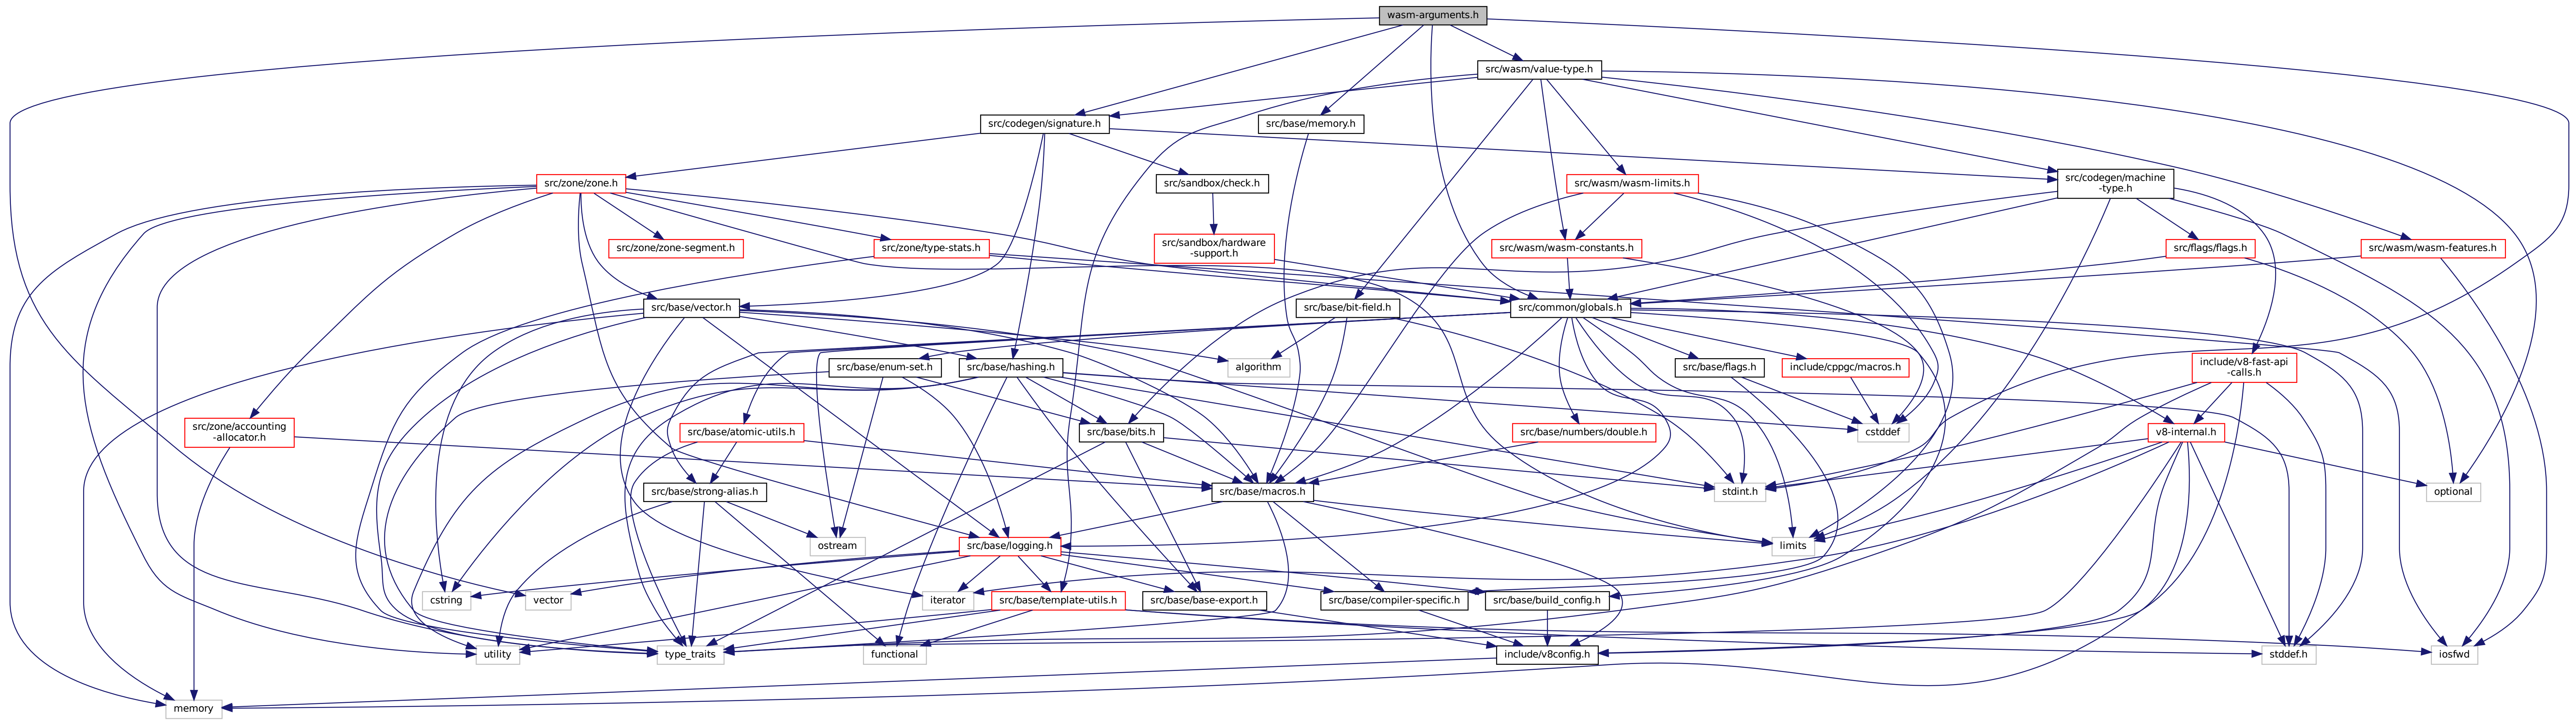 wasm-arguments.h
src/wasm/value-type.h
src/codegen/signature.h
src/base/memory.h
src/zone/zone.h
src/sandbox/check.h
src/wasm/wasm-limits.h
src/codegen/machine
-type.h
src/zone/zone-segment.h
src/zone/type-stats.h
src/sandbox/hardware
-support.h
src/wasm/wasm-constants.h
src/flags/flags.h
src/wasm/wasm-features.h
src/base/vector.h
src/base/bit-field.h
src/common/globals.h
src/base/enum-set.h
src/base/hashing.h
algorithm
src/base/flags.h
include/cppgc/macros.h
include/v8-fast-api
-calls.h
src/zone/accounting
-allocator.h
src/base/atomic-utils.h
src/base/bits.h
src/base/numbers/double.h
cstddef
v8-internal.h
src/base/strong-alias.h
src/base/macros.h
stdint.h
optional
ostream
src/base/logging.h
limits
cstring
vector
iterator
src/base/template-utils.h
src/base/base-export.h
src/base/compiler-specific.h
src/base/build_config.h
utility
type_traits
functional
include/v8config.h
stddef.h
iosfwd
memory